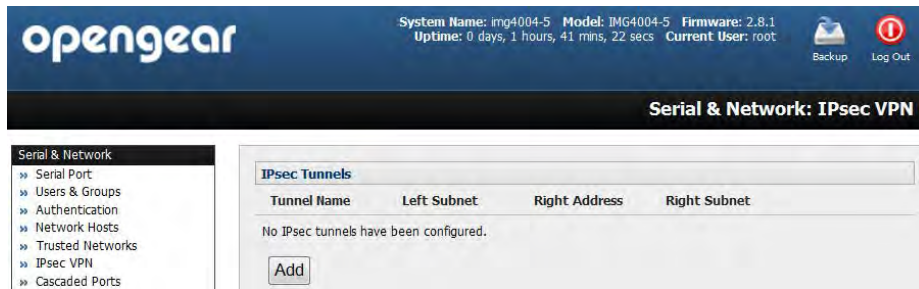 opengear
System Name: img4004-5 Model: IMG4004-5 Firmware: 2.8.1
Uptime: 0 days, 1 hours, 41 mins, 22 secs Current User: root
Backup
Log Out
Serial & Network: IPsec VPN
Serial & Network
» Serial Port
» Users & Groups
» Authentication
» Network Hosts
» Trusted Networks
» IPsec VPN
» Cascaded Ports
IPsec Tunnels
Tunnel Name Left Subnet Right Address Right Subnet
No IPsec tunnels have been configured.
Add